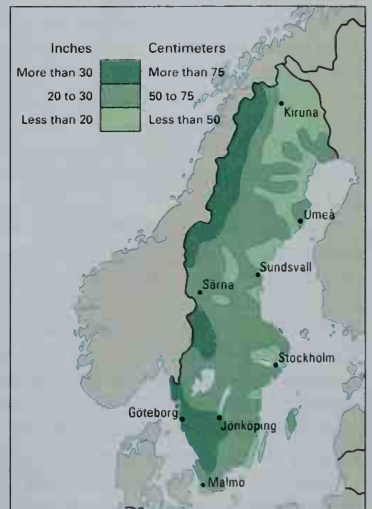 Inches Centimeters
More than 30 More than 75
20 to 30 50 to 75
Less than 20 Less than 50
Kiruna
Umeå
Sundsvall
Särna
Stockholm
Göteborg
Jönköping
Malmo